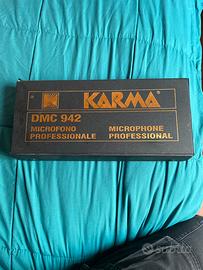 KARMA®
DMC 942
MICROFONO MICROPHONE
PROFESSIONALE PROFESSIONAL
subito